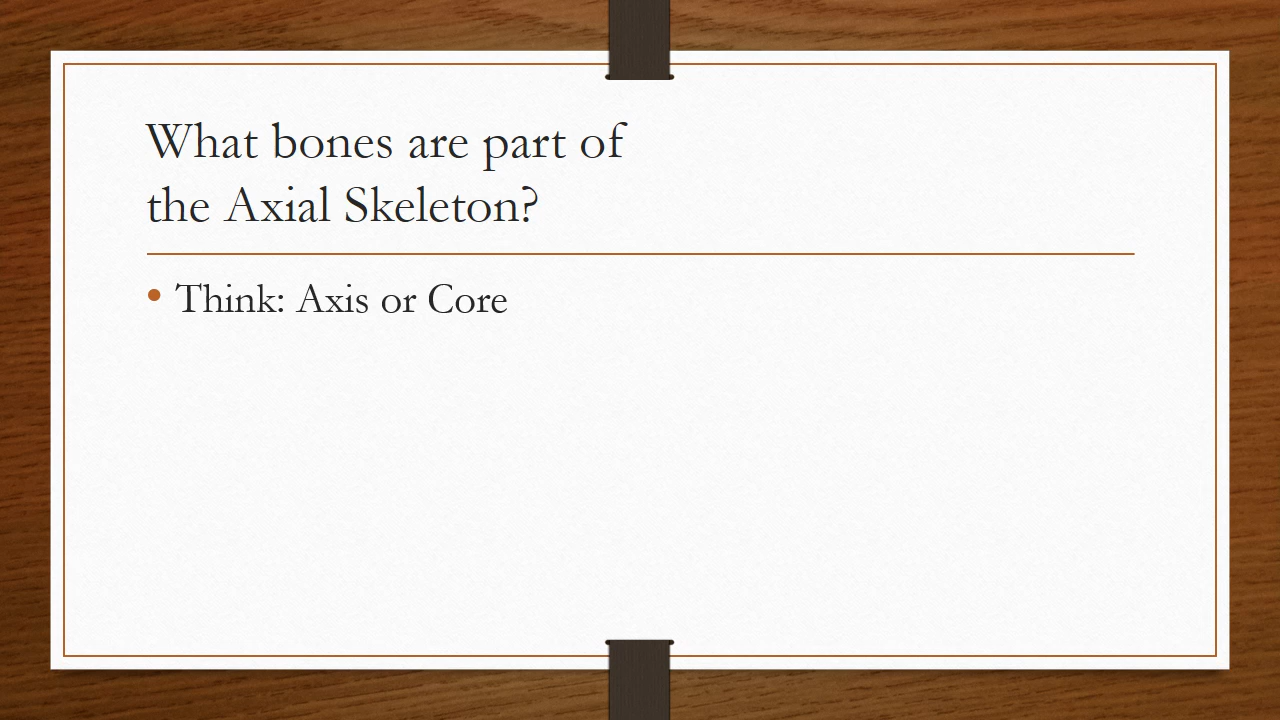 What bones are part of
the Axial Skeleton?
• Think: Axis or Core